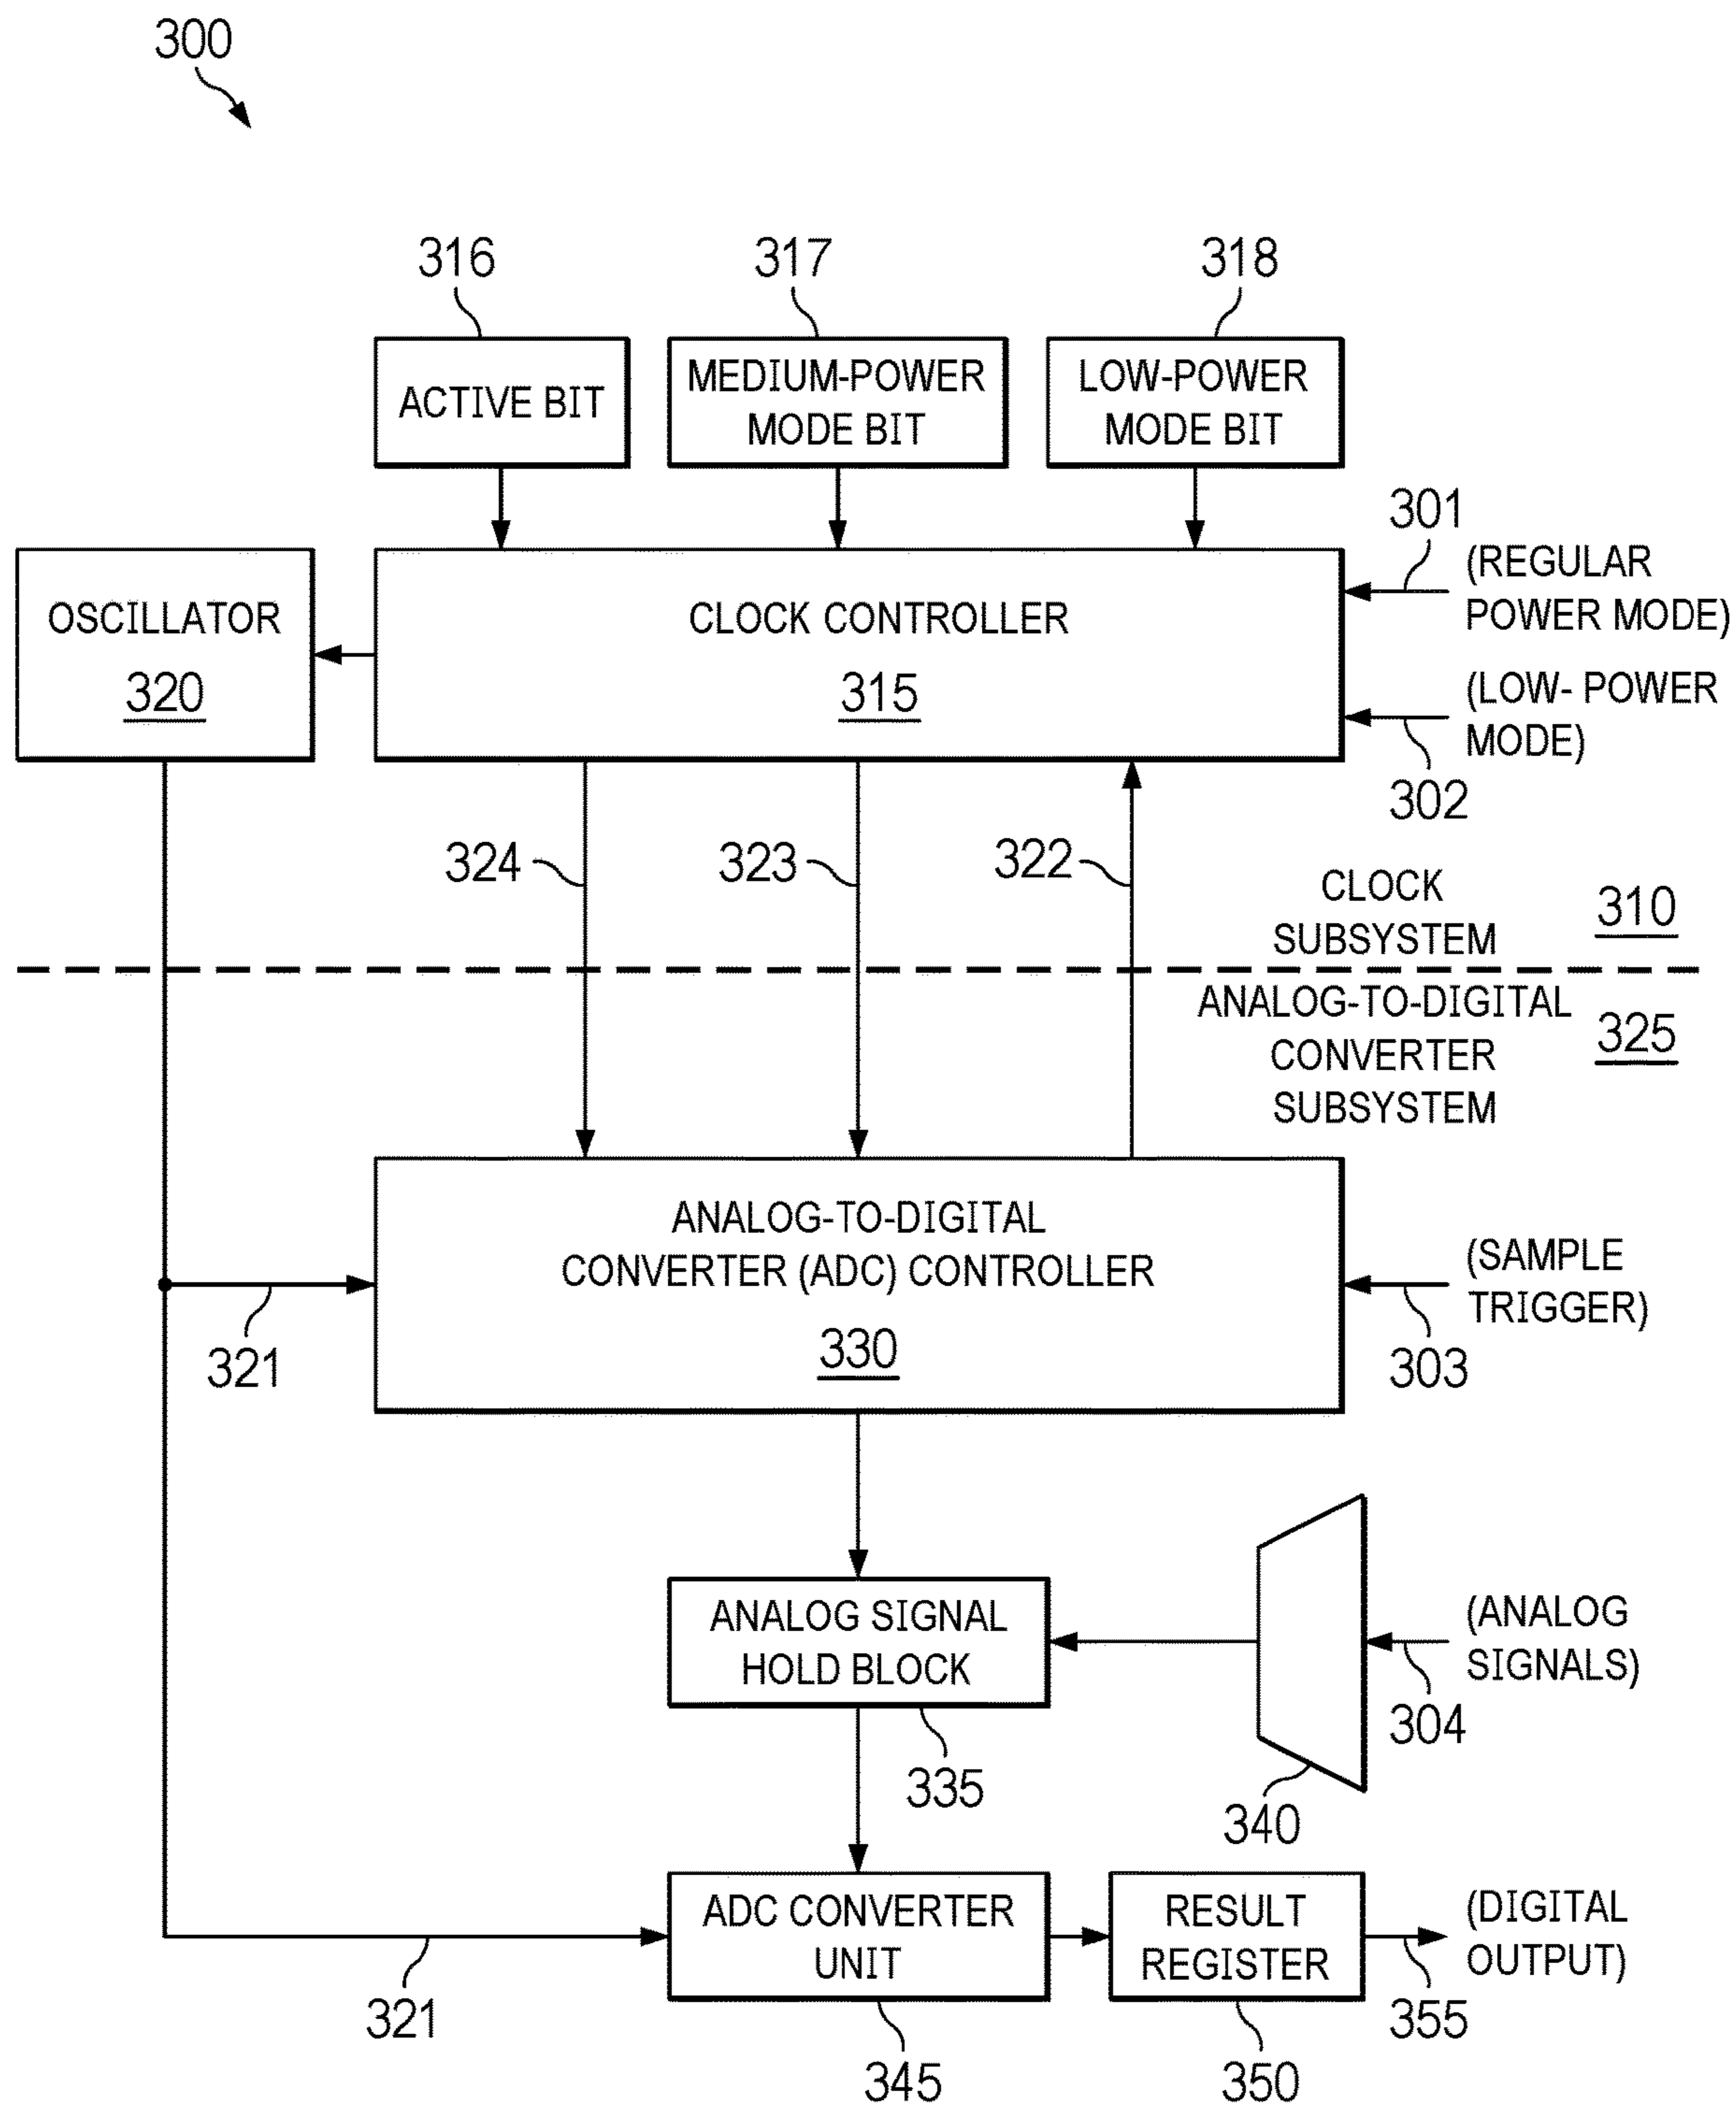 300
316
317
318
ACTIVE BIT
MEDIUM-POWER
MODE BIT
LOW-POWER
MODE BIT
301
(REGULAR
POWER MODE)
OSCILLATOR
320
CLOCK CONTROLLER
315
(LOW- POWER
MODE)
302
324
323
322
CLOCK
SUBSYSTEM
310
ANALOG-TO-DIGITAL
CONVERTER
SUBSYSTEM
325
ANALOG-TO-DIGITAL
CONVERTER (ADC) CONTROLLER
330
(SAMPLE
TRIGGER)
303
321
ANALOG SIGNAL
HOLD BLOCK
335
(ANALOG
SIGNALS)
304
340
ADC CONVERTER
UNIT
345
RESULT
REGISTER
350
(DIGITAL
OUTPUT)
355
321